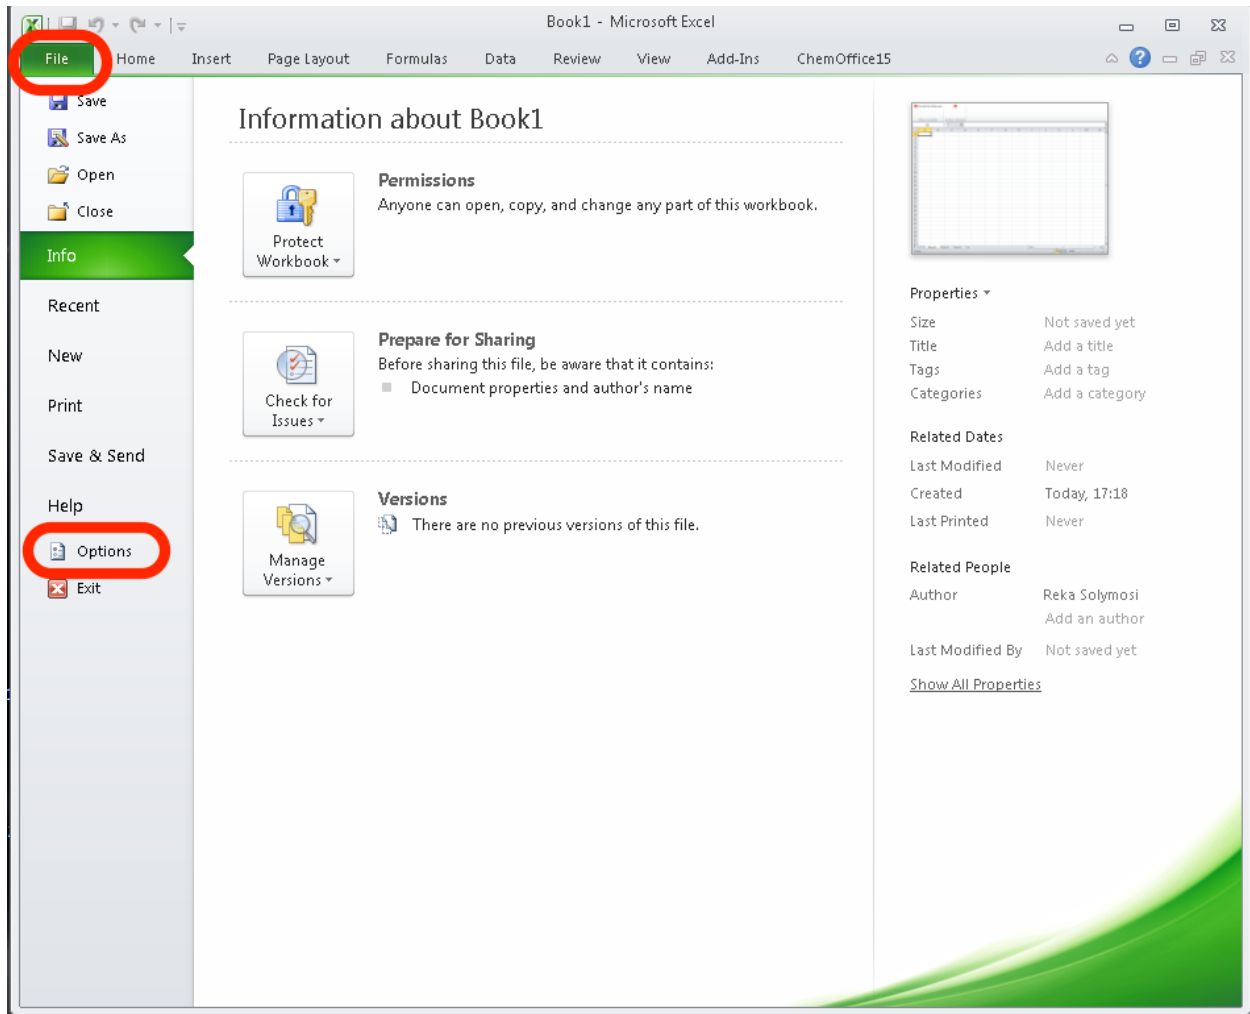 Book1 - Microsoft Excel
File Home Insert Page Layout Formulas Data Review View Add-Ins ChemOffice15
Save
Save As
Open
Close
Info
Recent
New
Print
Save & Send
Help
Options
Exit
Information about Book1
Protect
Workbook
Permissions
Anyone can open, copy, and change any part of this workbook.
Check for
Issues
Prepare for Sharing
Before sharing this file, be aware that it contains:
Document properties and author's name
Manage
Versions
Versions
There are no previous versions of this file.
Properties
Size Not saved yet
Title Add a title
Tags Add a tag
Categories Add a category
Related Dates
Last Modified Never
Created Today, 17:18
Last Printed Never
Related People
Author Reka Solymosi
Add an author
Last Modified By Not saved yet
Show All Properties